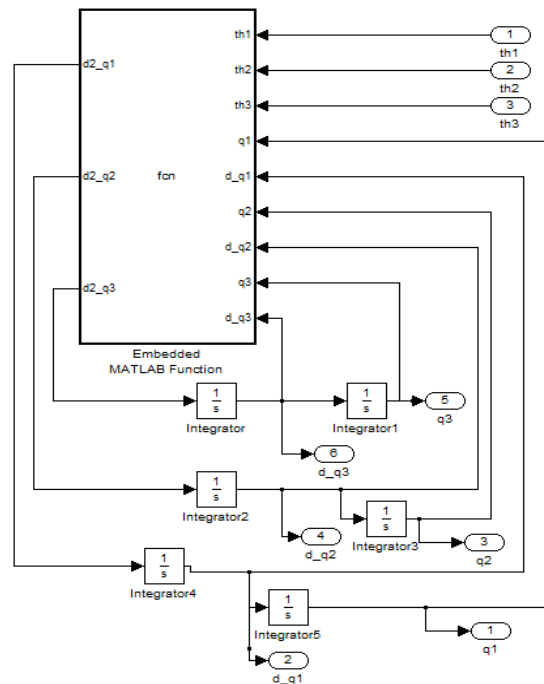 th1
1
th1
d2_q1
th2
2
th2
th3
3
th3
q1
d2_q2
fcn
d_q1
q2
d_q2
d2_q3
q3
d_q3
Embedded
MATLAB Function
1
s
Integrator
1
s
Integrator1
5
q3
6
d_q3
1
s
Integrator2
4
d_q2
1
s
Integrator3
3
q2
1
s
Integrator4
1
s
Integrator5
1
q1
2
d_q1